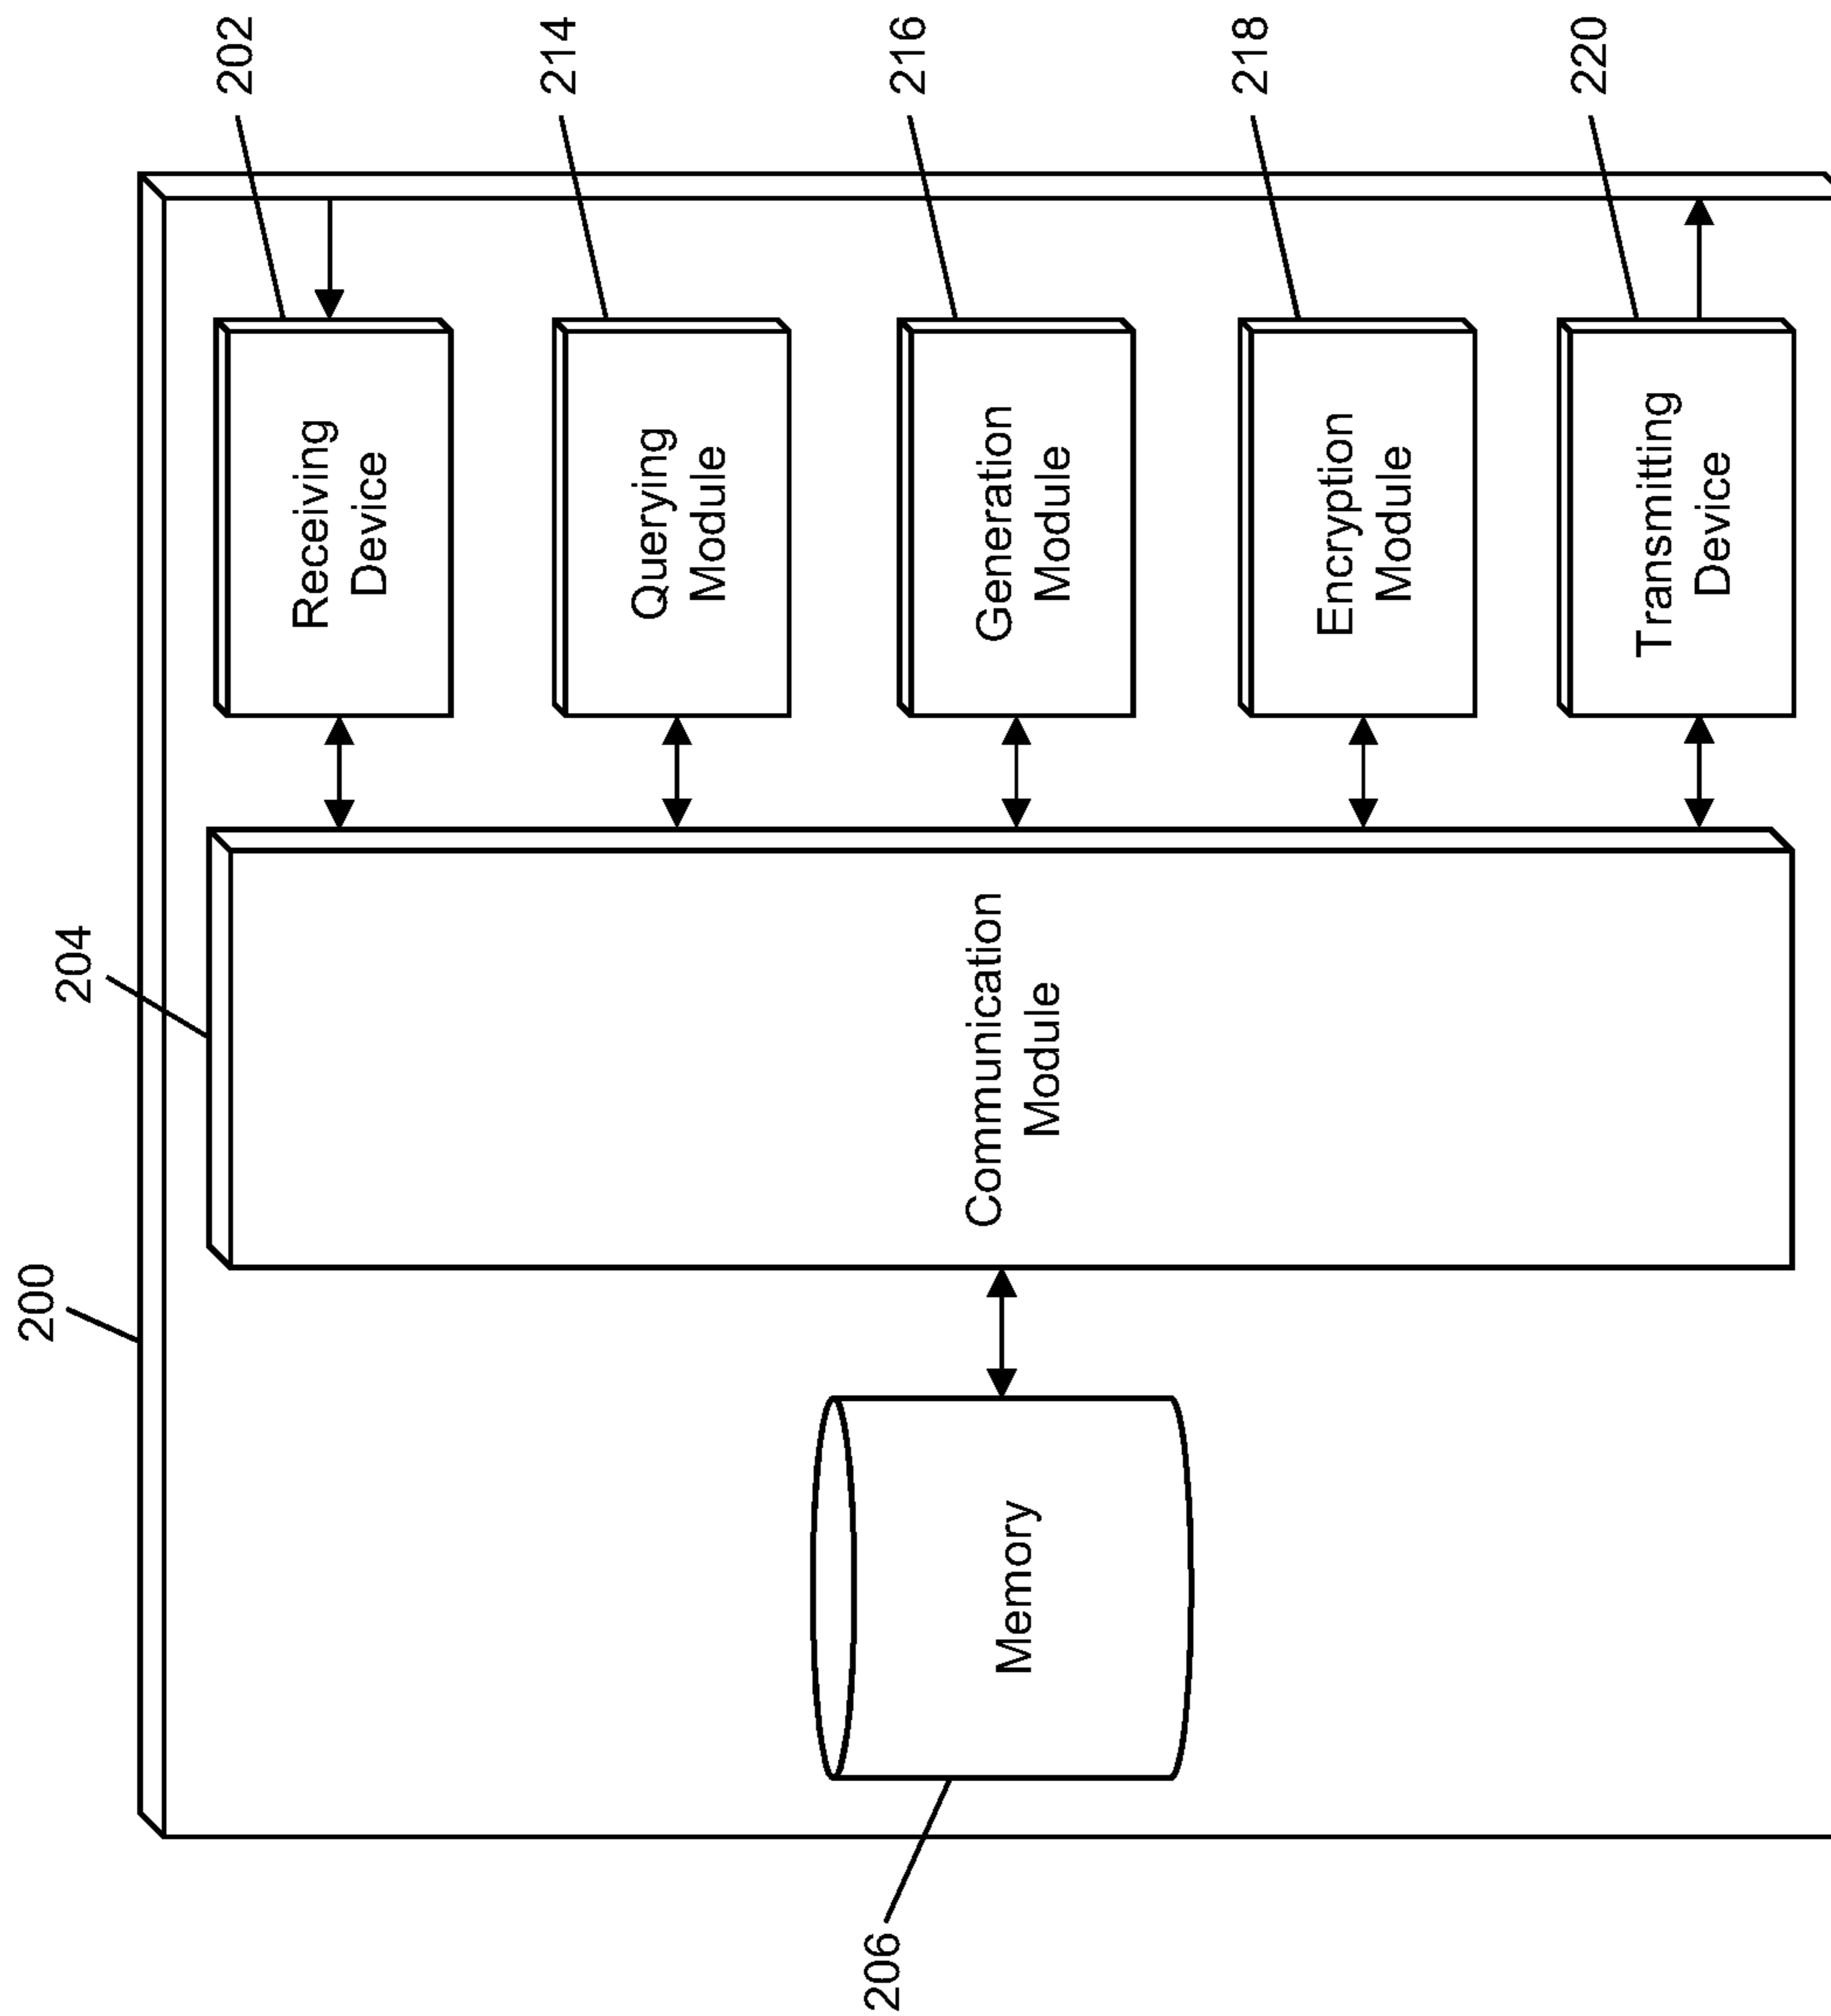 200
204
202
Receiving
Device
214
Querying
Module
216
Generation
Module
218
Encryption
Module
220
Transmitting
Device
Communication
Module
Memory
206